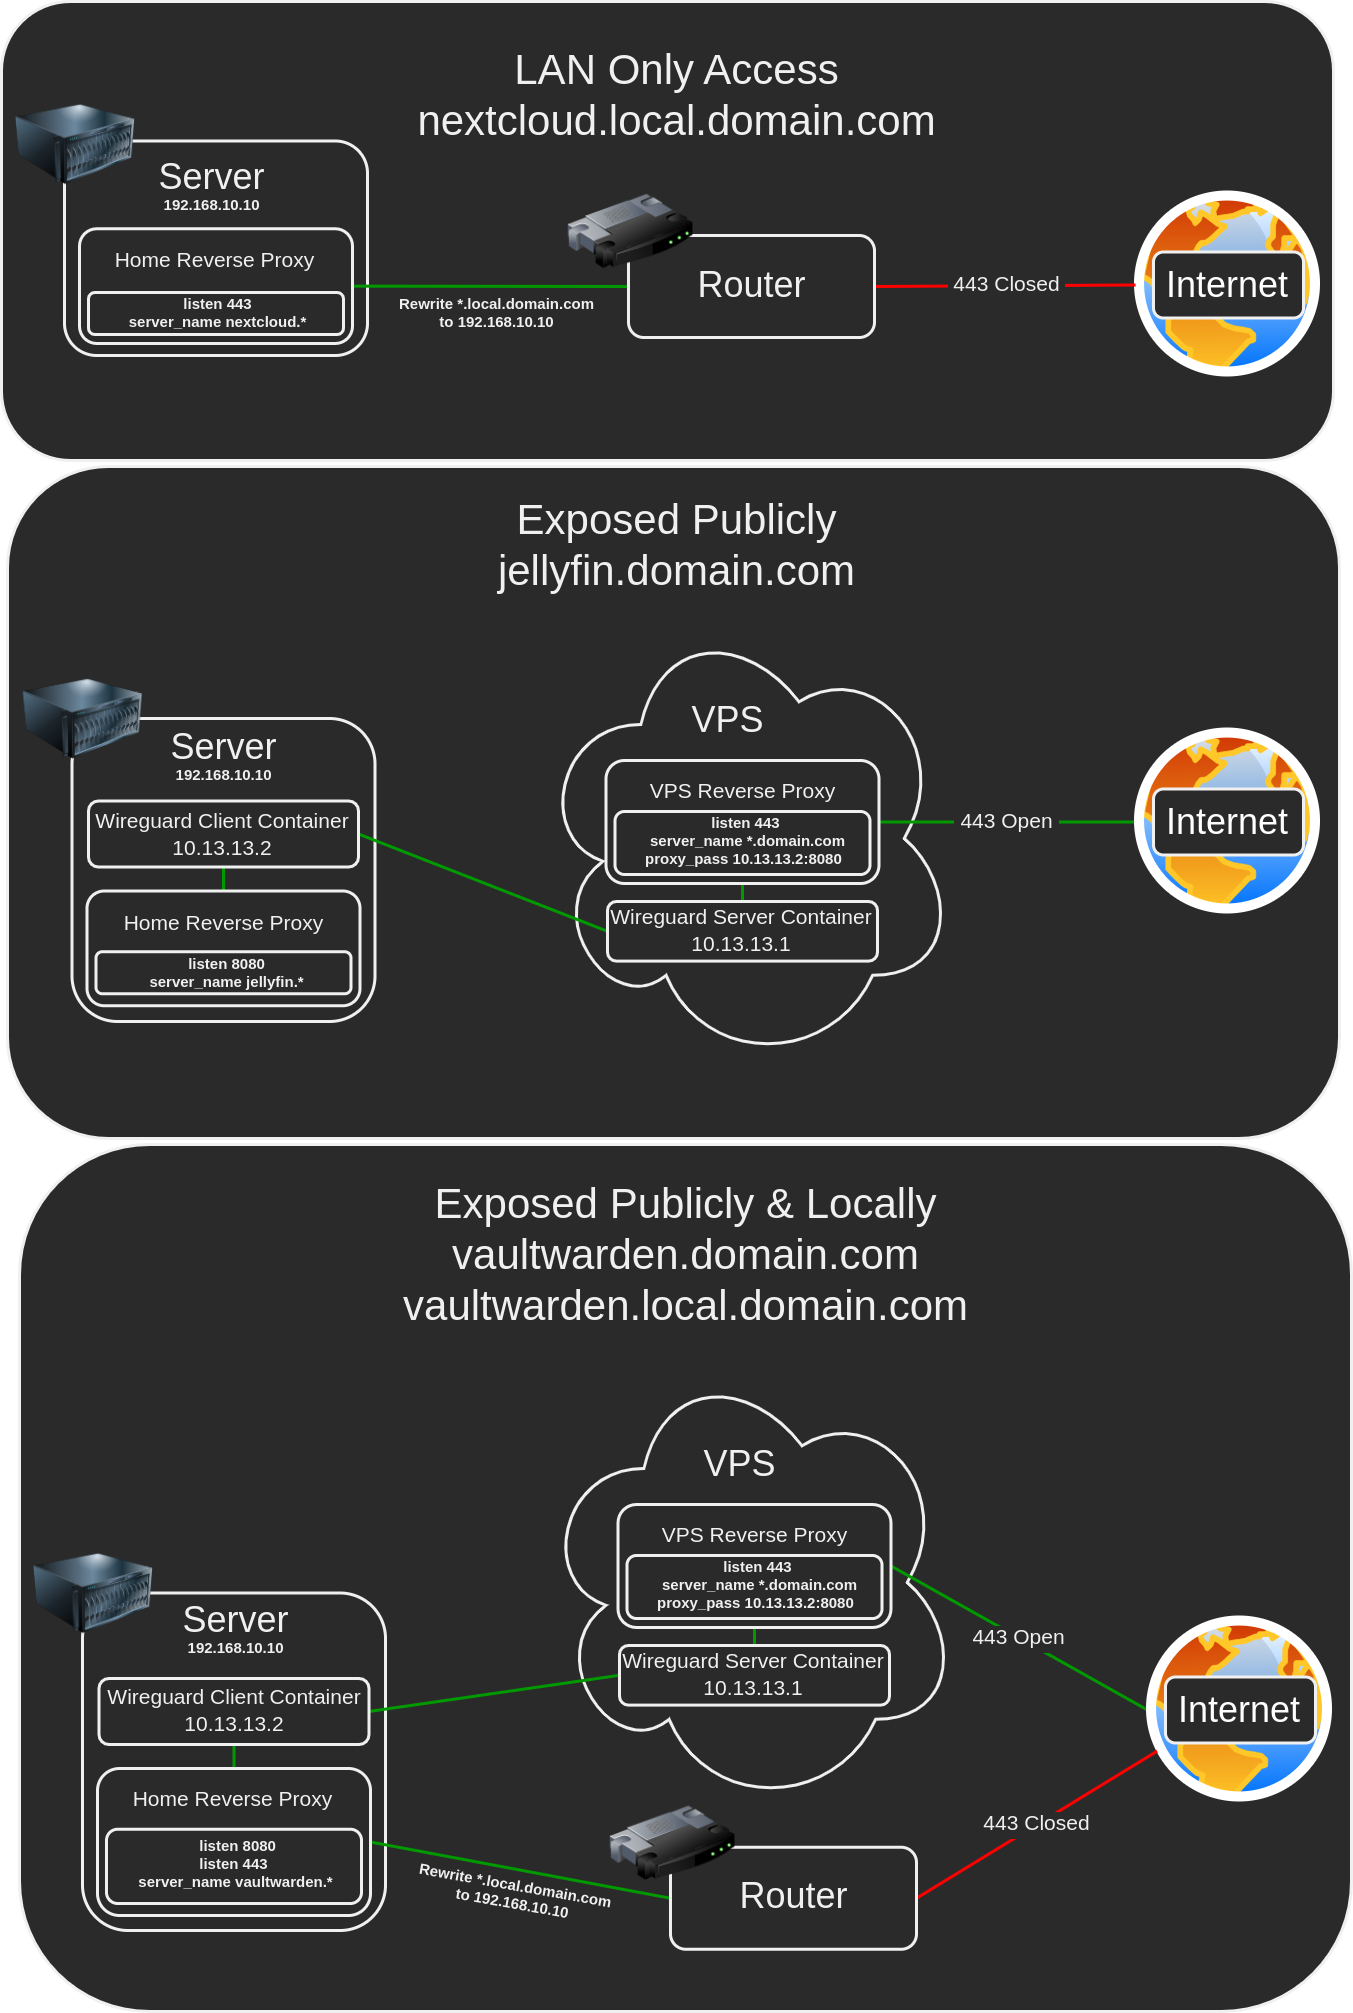 LAN Only Access
nextcloud.local.domain.com
Server
192.168.10.10
Home Reverse Proxy
listen 443
server_name nextcloud.*
Rewrite *.local.domain.com
to 192.168.10.10
Router
443 Closed
Internet
Exposed Publicly
jellyfin.domain.com
Server
192.168.10.10
Wireguard Client Container
10.13.13.2
Home Reverse Proxy
listen 8080
server_name jellyfin.*
VPS
VPS Reverse Proxy
listen 443
server_name *.domain.com
proxy_pass 10.13.13.2:8080
Wireguard Server Container
10.13.13.1
443 Open
Internet
Exposed Publicly & Locally
vaultwarden.domain.com
vaultwarden.local.domain.com
VPS
VPS Reverse Proxy
listen 443
server_name *.domain.com
proxy_pass 10.13.13.2:8080
Wireguard Server Container
10.13.13.1
Server
192.168.10.10
Wireguard Client Container
10.13.13.2
Home Reverse Proxy
listen 8080
listen 443
server_name vaultwarden.*
Rewrite *.local.domain.com
to 192.168.10.10
Router
443 Open
443 Closed
Internet